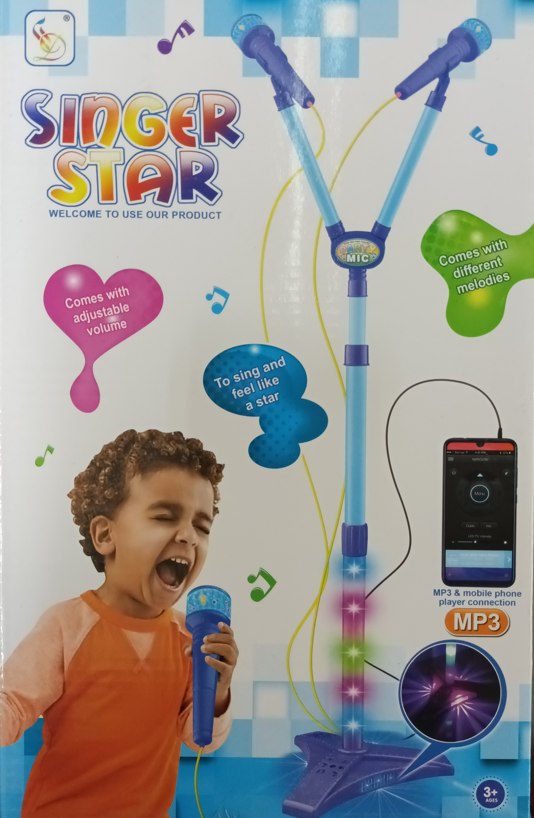 SINGER
STAR
WELCOME TO USE OUR PRODUCT
MIC
Comes with
different
melodies
Comes with
adjustable
volume
To sing and
feel like
a star
MP3 & mobile phone
player connection
MP3
3+
AGES